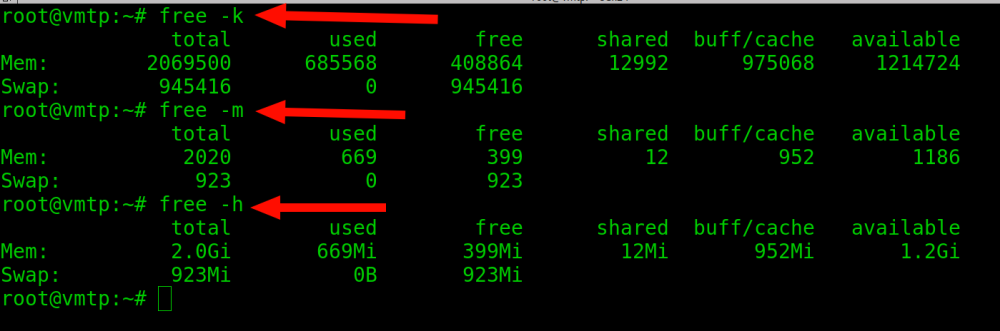 root@vmtp:~# free -k
total used free shared buff/cache available
Mem: 2069500 685568 408864 12992 975068 1214724
Swap: 945416 0 945416
root@vmtp:~# free -m
total used free shared buff/cache available
Mem: 2020 669 399 12 952 1186
Swap: 923 0 923
root@vmtp:~# free -h
total used free shared buff/cache available
Mem: 2.0Gi 669Mi 399Mi 12Mi 952Mi 1.2Gi
Swap: 923Mi 0B 923Mi
root@vmtp:~#